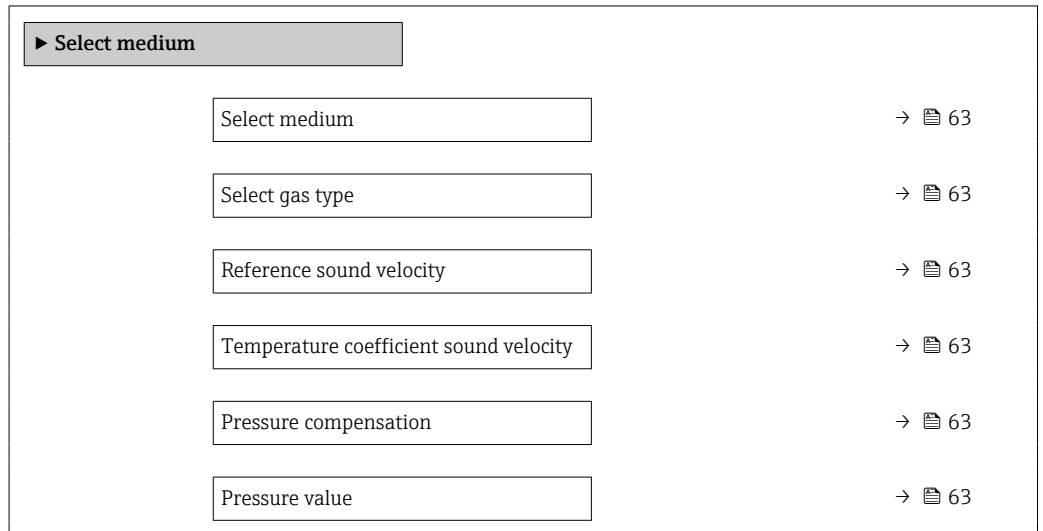 ▶ Select medium
Select medium → 63
Select gas type → 63
Reference sound velocity → 63
Temperature coefficient sound velocity → 63
Pressure compensation → 63
Pressure value → 63